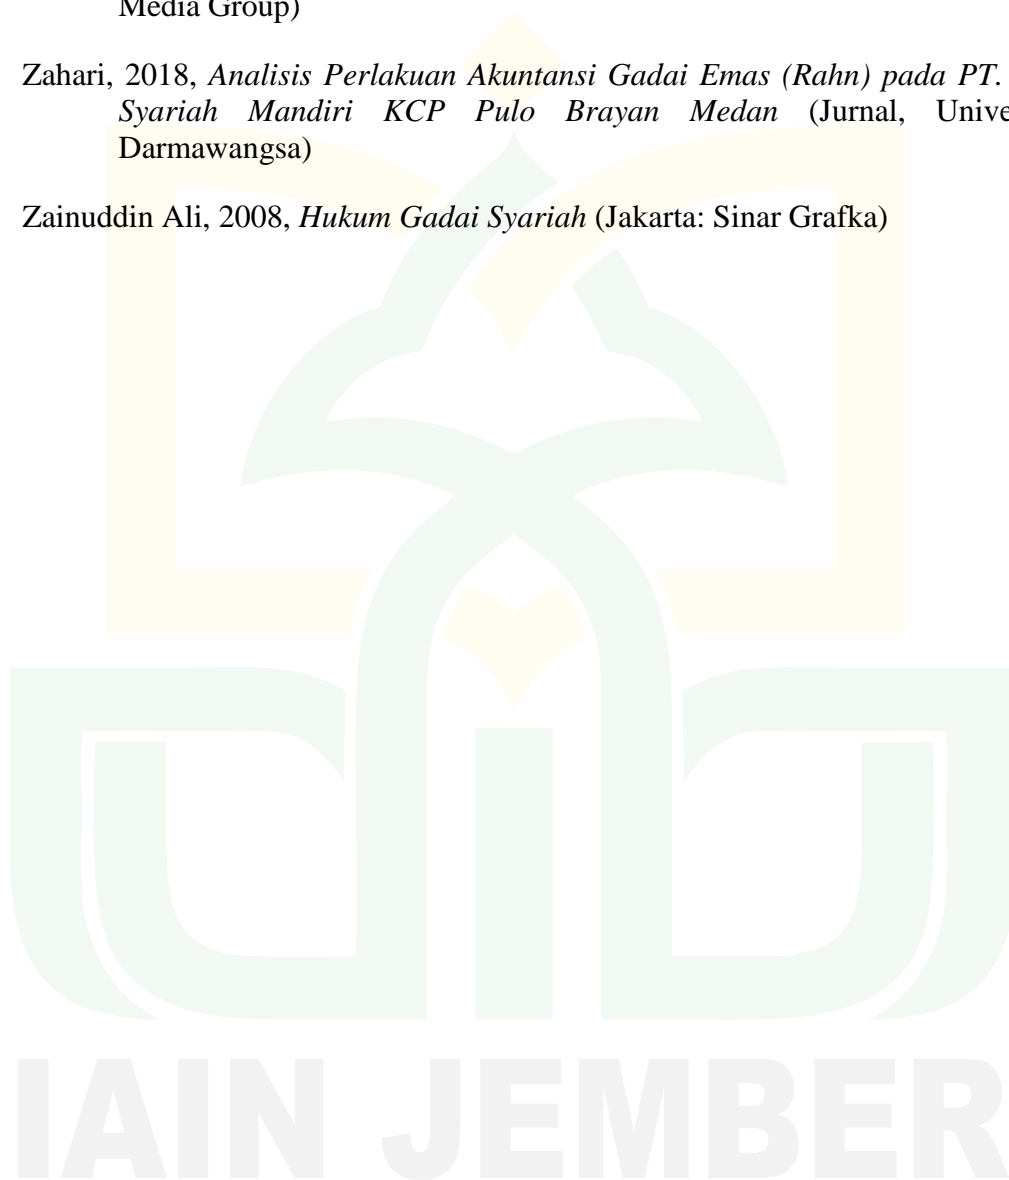 Media Group)
Zahari, 2018, Analisis Perlakuan Akuntansi Gadai Emas (Rahn) pada PT.
Syariah Mandiri KCP Pulo Brayan Medan (Jurnal,
Darmawangsa)
Zainuddin Ali, 2008, Hukum Gadai Syariah (Jakarta: Sinar Grafka)
IAIN JEMBER